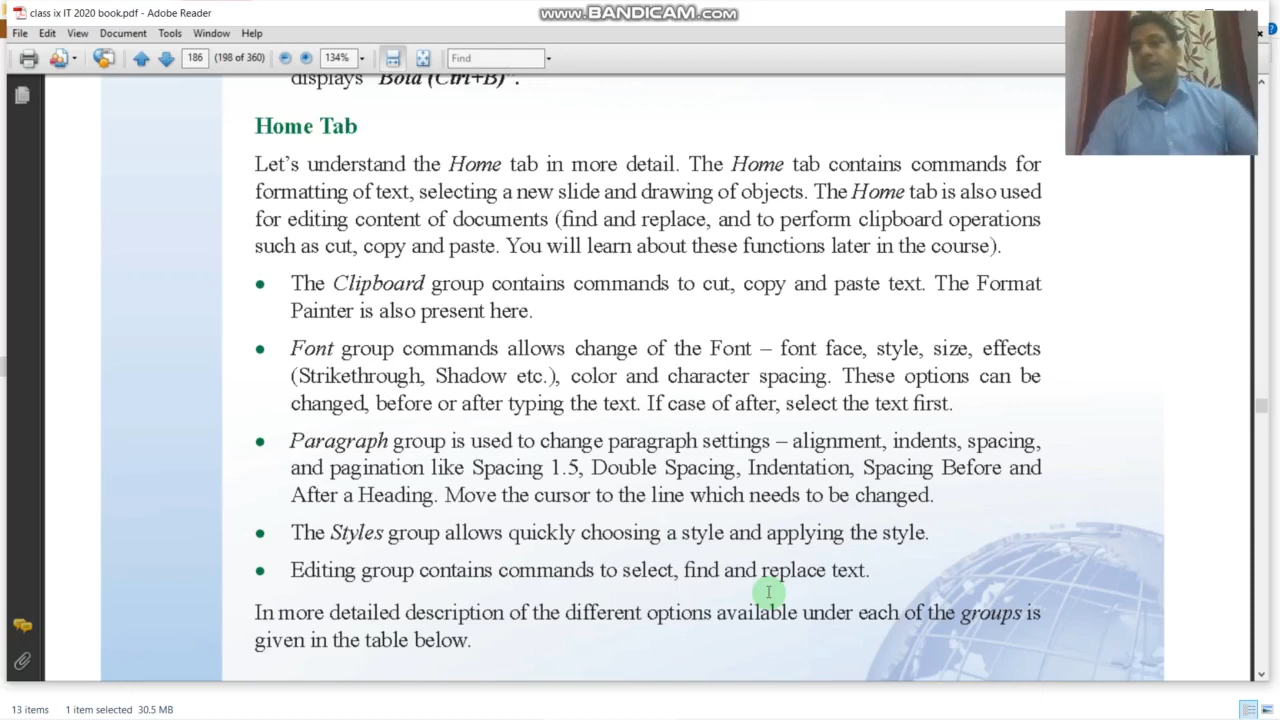 class ix IT 2020 book.pdf - Adobe Reader
www.BANDICAM.com
File Edit View Document Tools Window Help
186 (198 of 360) 134% Find
displays "Bold (Ctrl+B)".
Home Tab
Let's understand the Home tab in more detail. The Home tab contains commands for
formatting of text, selecting a new slide and drawing of objects. The Home tab is also used
for editing content of documents (find and replace, and to perform clipboard operations
such as cut, copy and paste. You will learn about these functions later in the course).
• The Clipboard group contains commands to cut, copy and paste text. The Format
Painter is also present here.
• Font group commands allows change of the Font – font face, style, size, effects
(Strikethrough, Shadow etc.), color and character spacing. These options can be
changed, before or after typing the text. If case of after, select the text first.
• Paragraph group is used to change paragraph settings – alignment, indents, spacing,
and pagination like Spacing 1.5, Double Spacing, Indentation, Spacing Before and
After a Heading. Move the cursor to the line which needs to be changed.
• The Styles group allows quickly choosing a style and applying the style.
• Editing group contains commands to select, find and replace text.
In more detailed description of the different options available under each of the groups is
given in the table below.
13 items 1 item selected 30.5 MB